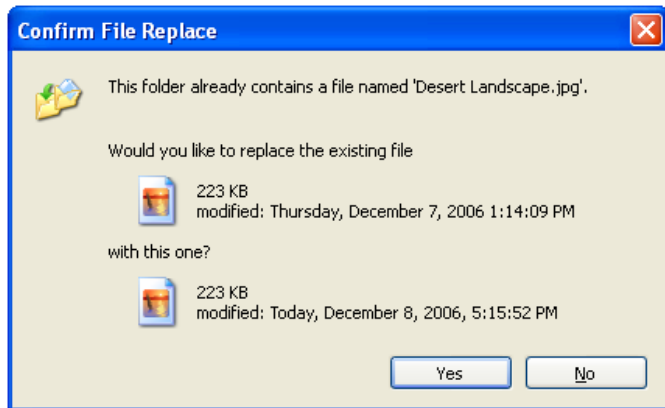 Confirm File Replace
This folder already contains a file named 'Desert Landscape.jpg'.
Would you like to replace the existing file
223 KB
modified: Thursday, December 7, 2006 1:14:09 PM
with this one?
223 KB
modified: Today, December 8, 2006, 5:15:52 PM
Yes
No